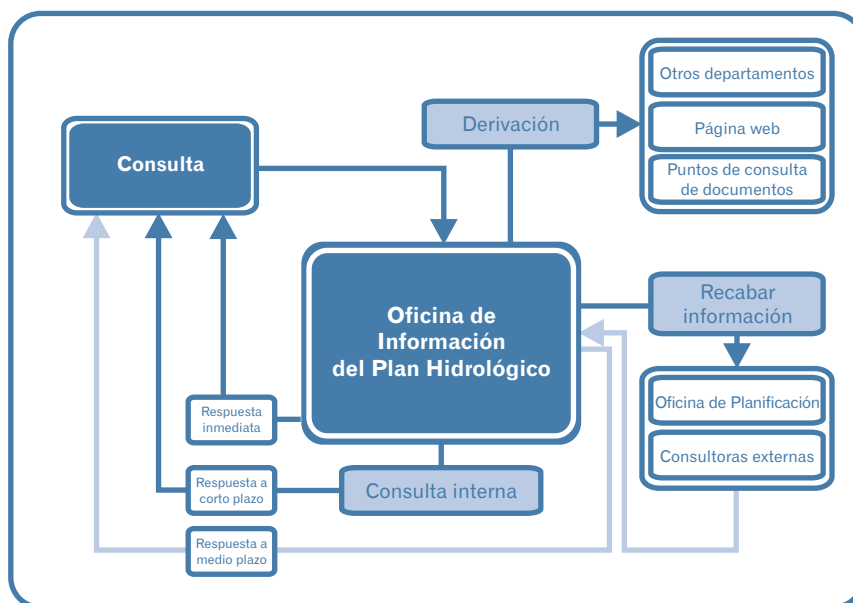 Otros departamentos
Derivación
Página web
Consulta
Puntos de consulta
de documentos
Recabar
información
Oficina de
Información
del Plan Hidrológico
Oficina de Planificación
Respuesta
inmediata
Consultoras externas
Respuesta a
corto plazo
Consulta interna
Respuesta a
medio plazo